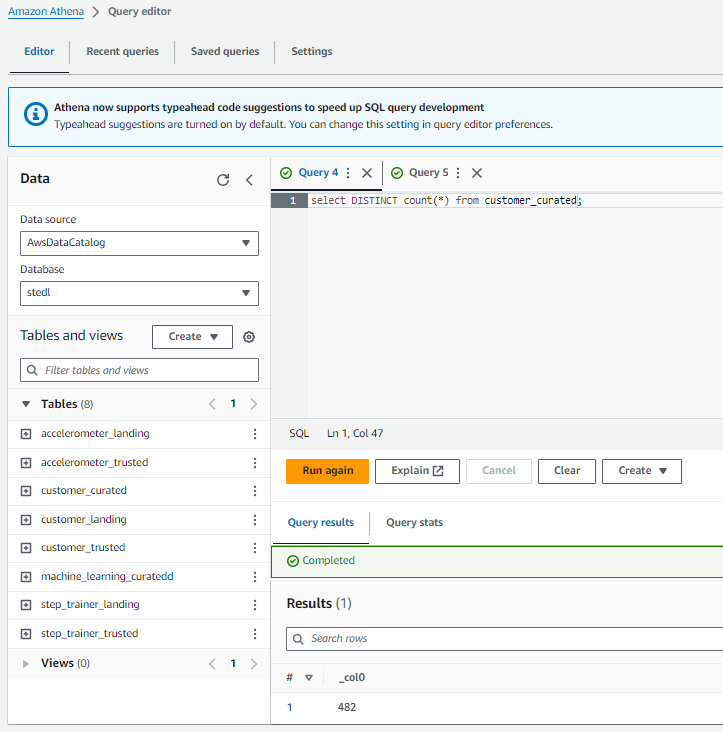 Amazon Athena > Query editor
Editor Recent queries Saved queries Settings
Athena now supports typeahead code suggestions to speed up SQL query development
Typeahead suggestions are turned on by default. You can change this setting in query editor preferences.
Data
Data source
AwsDataCatalog
Database
stedl
Tables and views Create
Filter tables and views
Tables (8) 1
accelerometer_landing
accelerometer_trusted
customer_curated
customer_landing
customer_trusted
machine_learning_curatedd
step_trainer_landing
step_trainer_trusted
Views (0) 1
Query 4 Query 5
1 select DISTINCT count(*) from customer_curated;
SQL Ln 1, Col 47
Run again Explain Cancel Clear Create
Query results Query stats
Completed
Results (1)
Search rows
# _col0
1 482